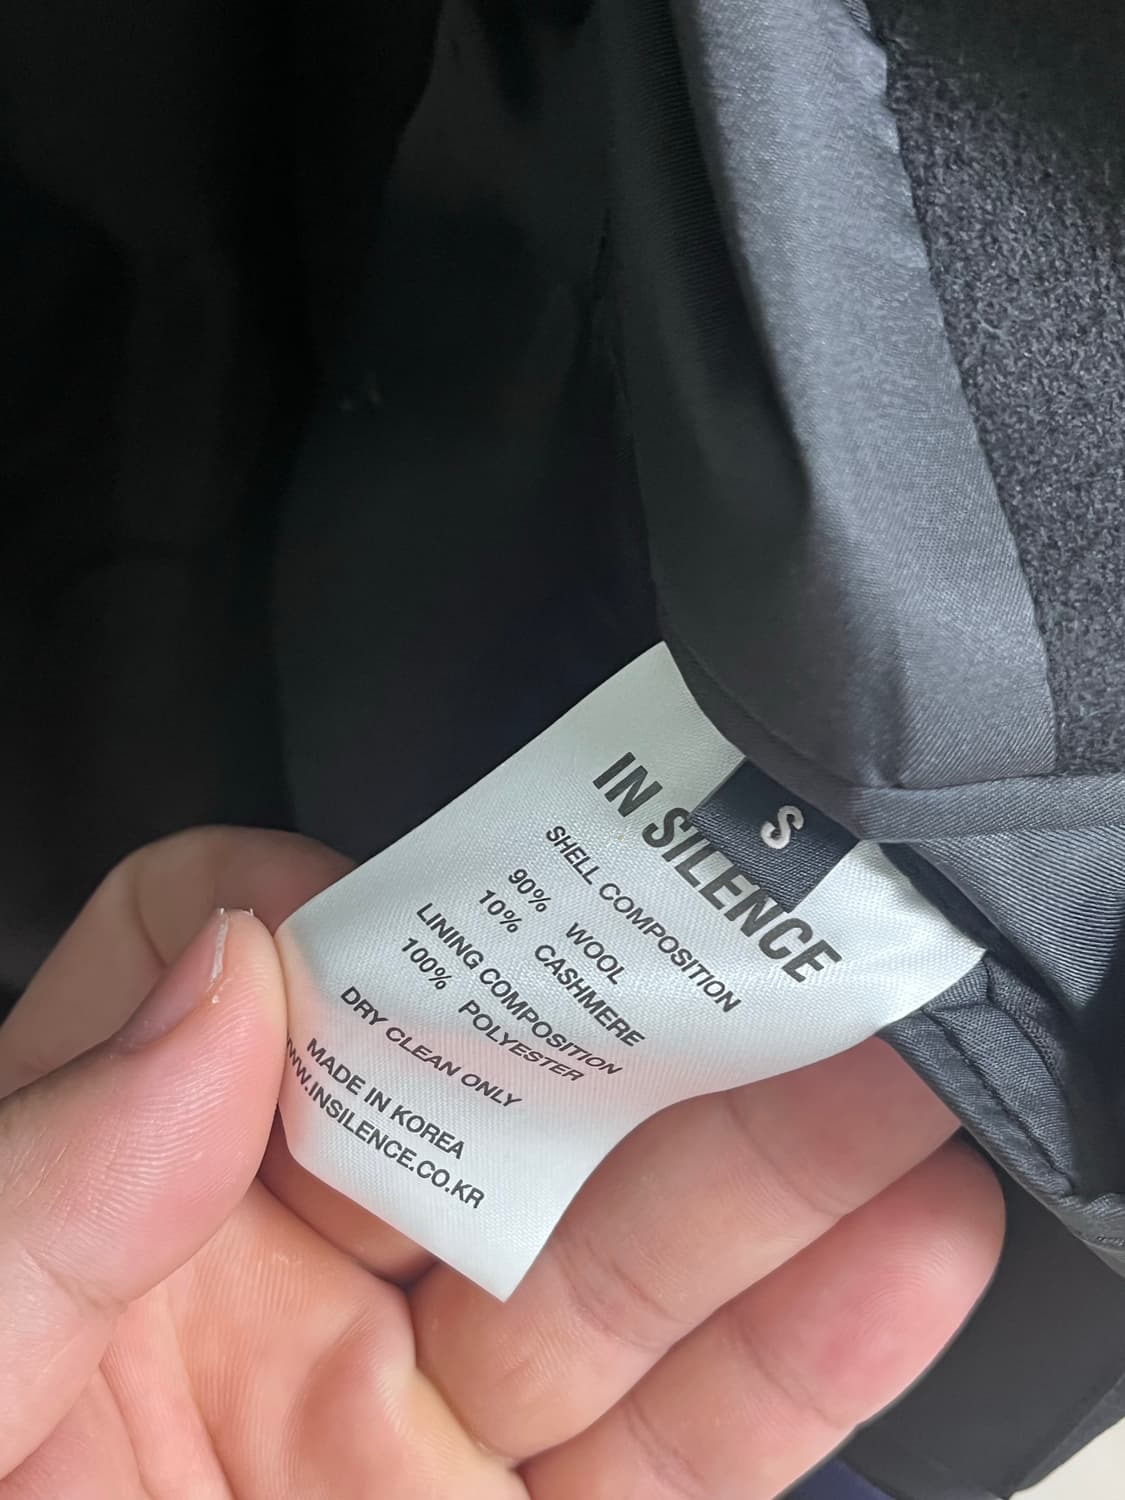 S
IN SILENCE
SHELL COMPOSITION
90% WOOL
10% CASHMERE
LINING COMPOSITION
100% POLYESTER
DRY CLEAN ONLY
MADE IN KOREA
WWW.INSILENCE.CO.KR